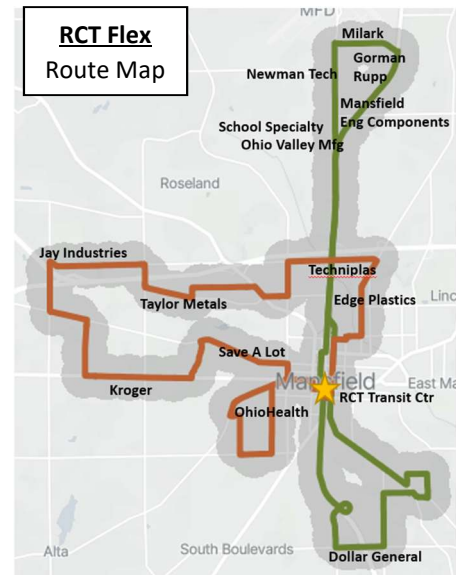 RCT Flex
Route Map
MFD
Milark
Gorman
Rupp
Newman Tech
Mansfield
Eng Components
School Specialty
Ohio Valley Mfg
Roseland
Jay Industries
Techniplas
Taylor Metals
Edge Plastics
Linc
Save A Lot
Kroger
Mansfield
East Ma
RCT Transit Ctr
OhioHealth
Alta
South Boulevards
Dollar General